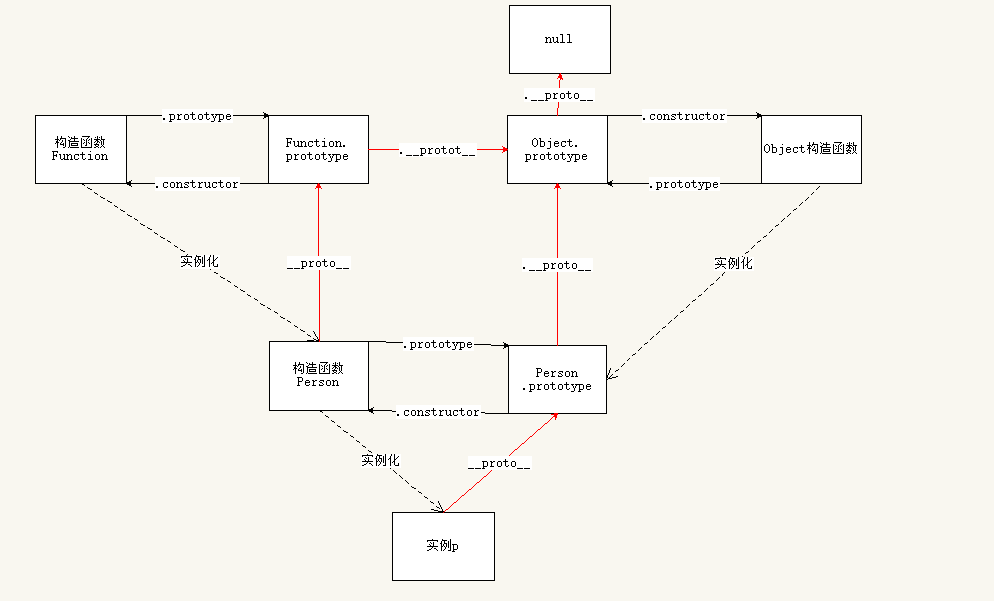 null
.__proto__
.prototype
.constructor
构造函数
Function
Function.
prototype
.__protot__
Object.
prototype
Object构造函数
.constructor
.prototype
实例化
__proto__
.__proto__
实例化
构造函数
Person
.prototype
Person
.prototype
.constructor
实例化
__proto__
实例p